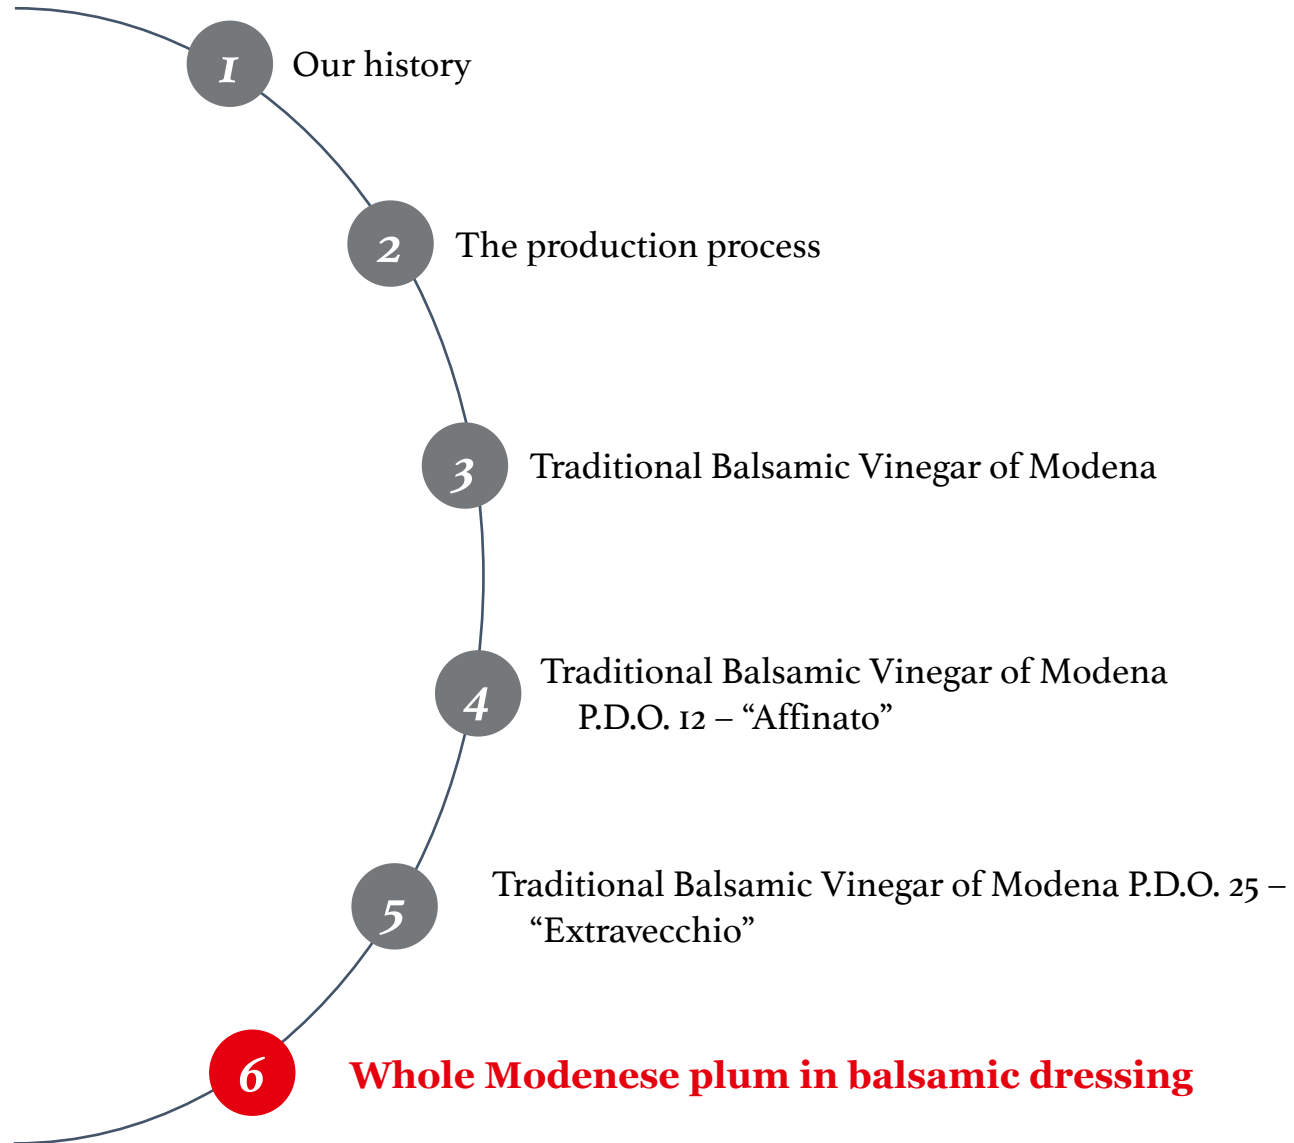 1 Our history
2 The production process
3 Traditional Balsamic Vinegar of Modena
4 Traditional Balsamic Vinegar of Modena
P.D.O. 12 – “Affinato”
5 Traditional Balsamic Vinegar of Modena P.D.O. 25 –
“Extravecchio”
6 Whole Modenese plum in balsamic dressing